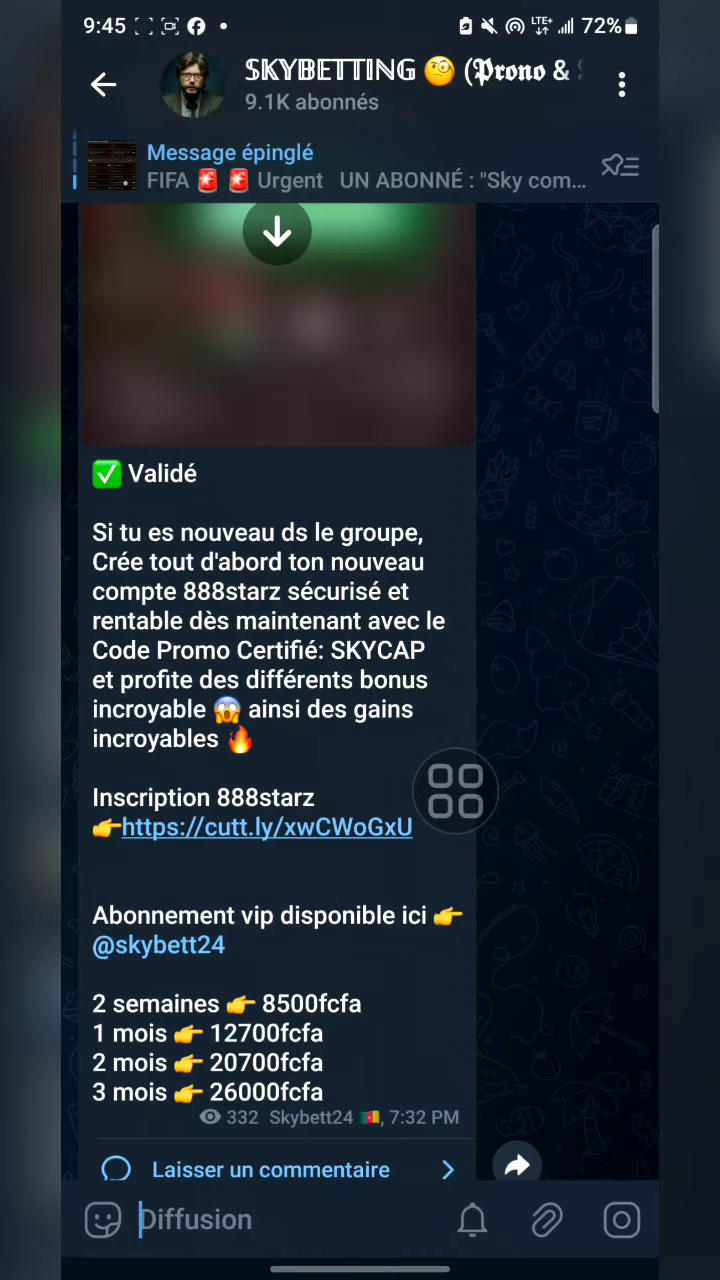 9:45 LTE+ 72%
𝕊𝕂𝕐𝔹𝔼𝕋𝕋𝕀ℕ𝔾 🧐 (𝕻𝖗𝖔𝖓𝖔 &
9.1K abonnés
Message épinglé
FIFA 🚨 🚨 Urgent UN ABONNÉ : "Sky com...
✅ Validé
Si tu es nouveau ds le groupe,
Crée tout d'abord ton nouveau
compte 888starz sécurisé et
rentable dès maintenant avec le
Code Promo Certifié: SKYCAP
et profite des différents bonus
incroyable 😱 ainsi des gains
incroyables 🔥
Inscription 888starz
👉https://cutt.ly/xwCWoGxU
Abonnement vip disponible ici 👉
@skybett24
2 semaines 👉 8500fcfa
1 mois 👉 12700fcfa
2 mois 👉 20700fcfa
3 mois 👉 26000fcfa
332 Skybett24 🇨🇲, 7:32 PM
Laisser un commentaire
Diffusion